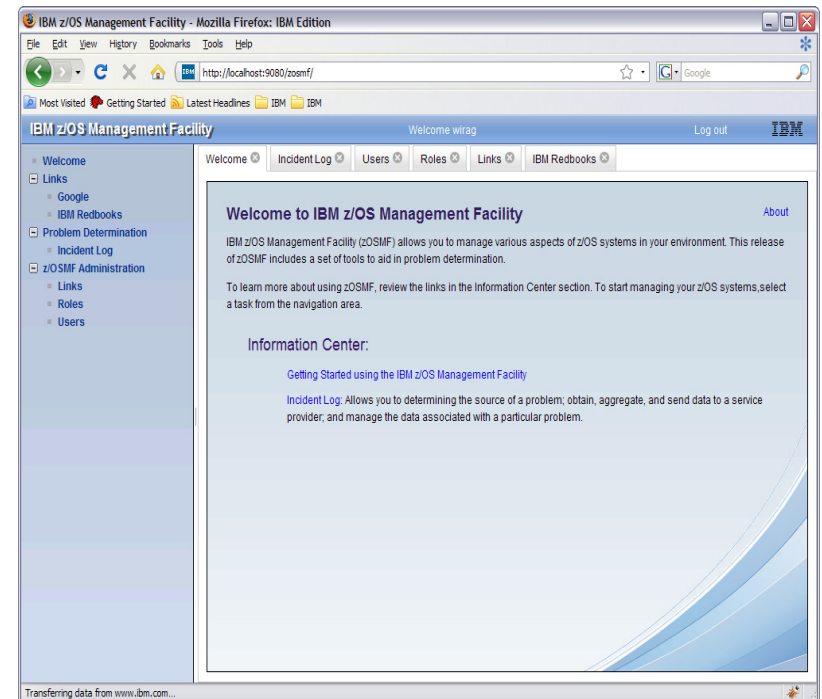 IBM z/OS Management Facility - Mozilla Firefox: IBM Edition
File Edit View History Bookmarks Tools Help
IBM http://localhost:9080/zosmf/ G Google
Most Visited Getting Started Latest Headlines IBM IBM
IBM z/OS Management Facility Welcome wirag Log out IBM
Welcome
Links
Google
IBM Redbooks
Problem Determination
Incident Log
z/OSMF Administration
Links
Roles
Users
Welcome Incident Log Users Roles Links IBM Redbooks
Welcome to IBM z/OS Management Facility About
IBM z/OS Management Facility (zOSMF) allows you to manage various aspects of z/OS systems in your environment. This release
of zOSMF includes a set of tools to aid in problem determination.
To learn more about using zOSMF, review the links in the Information Center section. To start managing your z/OS systems,select
a task from the navigation area.
Information Center:
Getting Started using the IBM z/OS Management Facility
Incident Log: Allows you to determining the source of a problem; obtain, aggregate, and send data to a service
provider; and manage the data associated with a particular problem.
Transferring data from www.ibm.com...